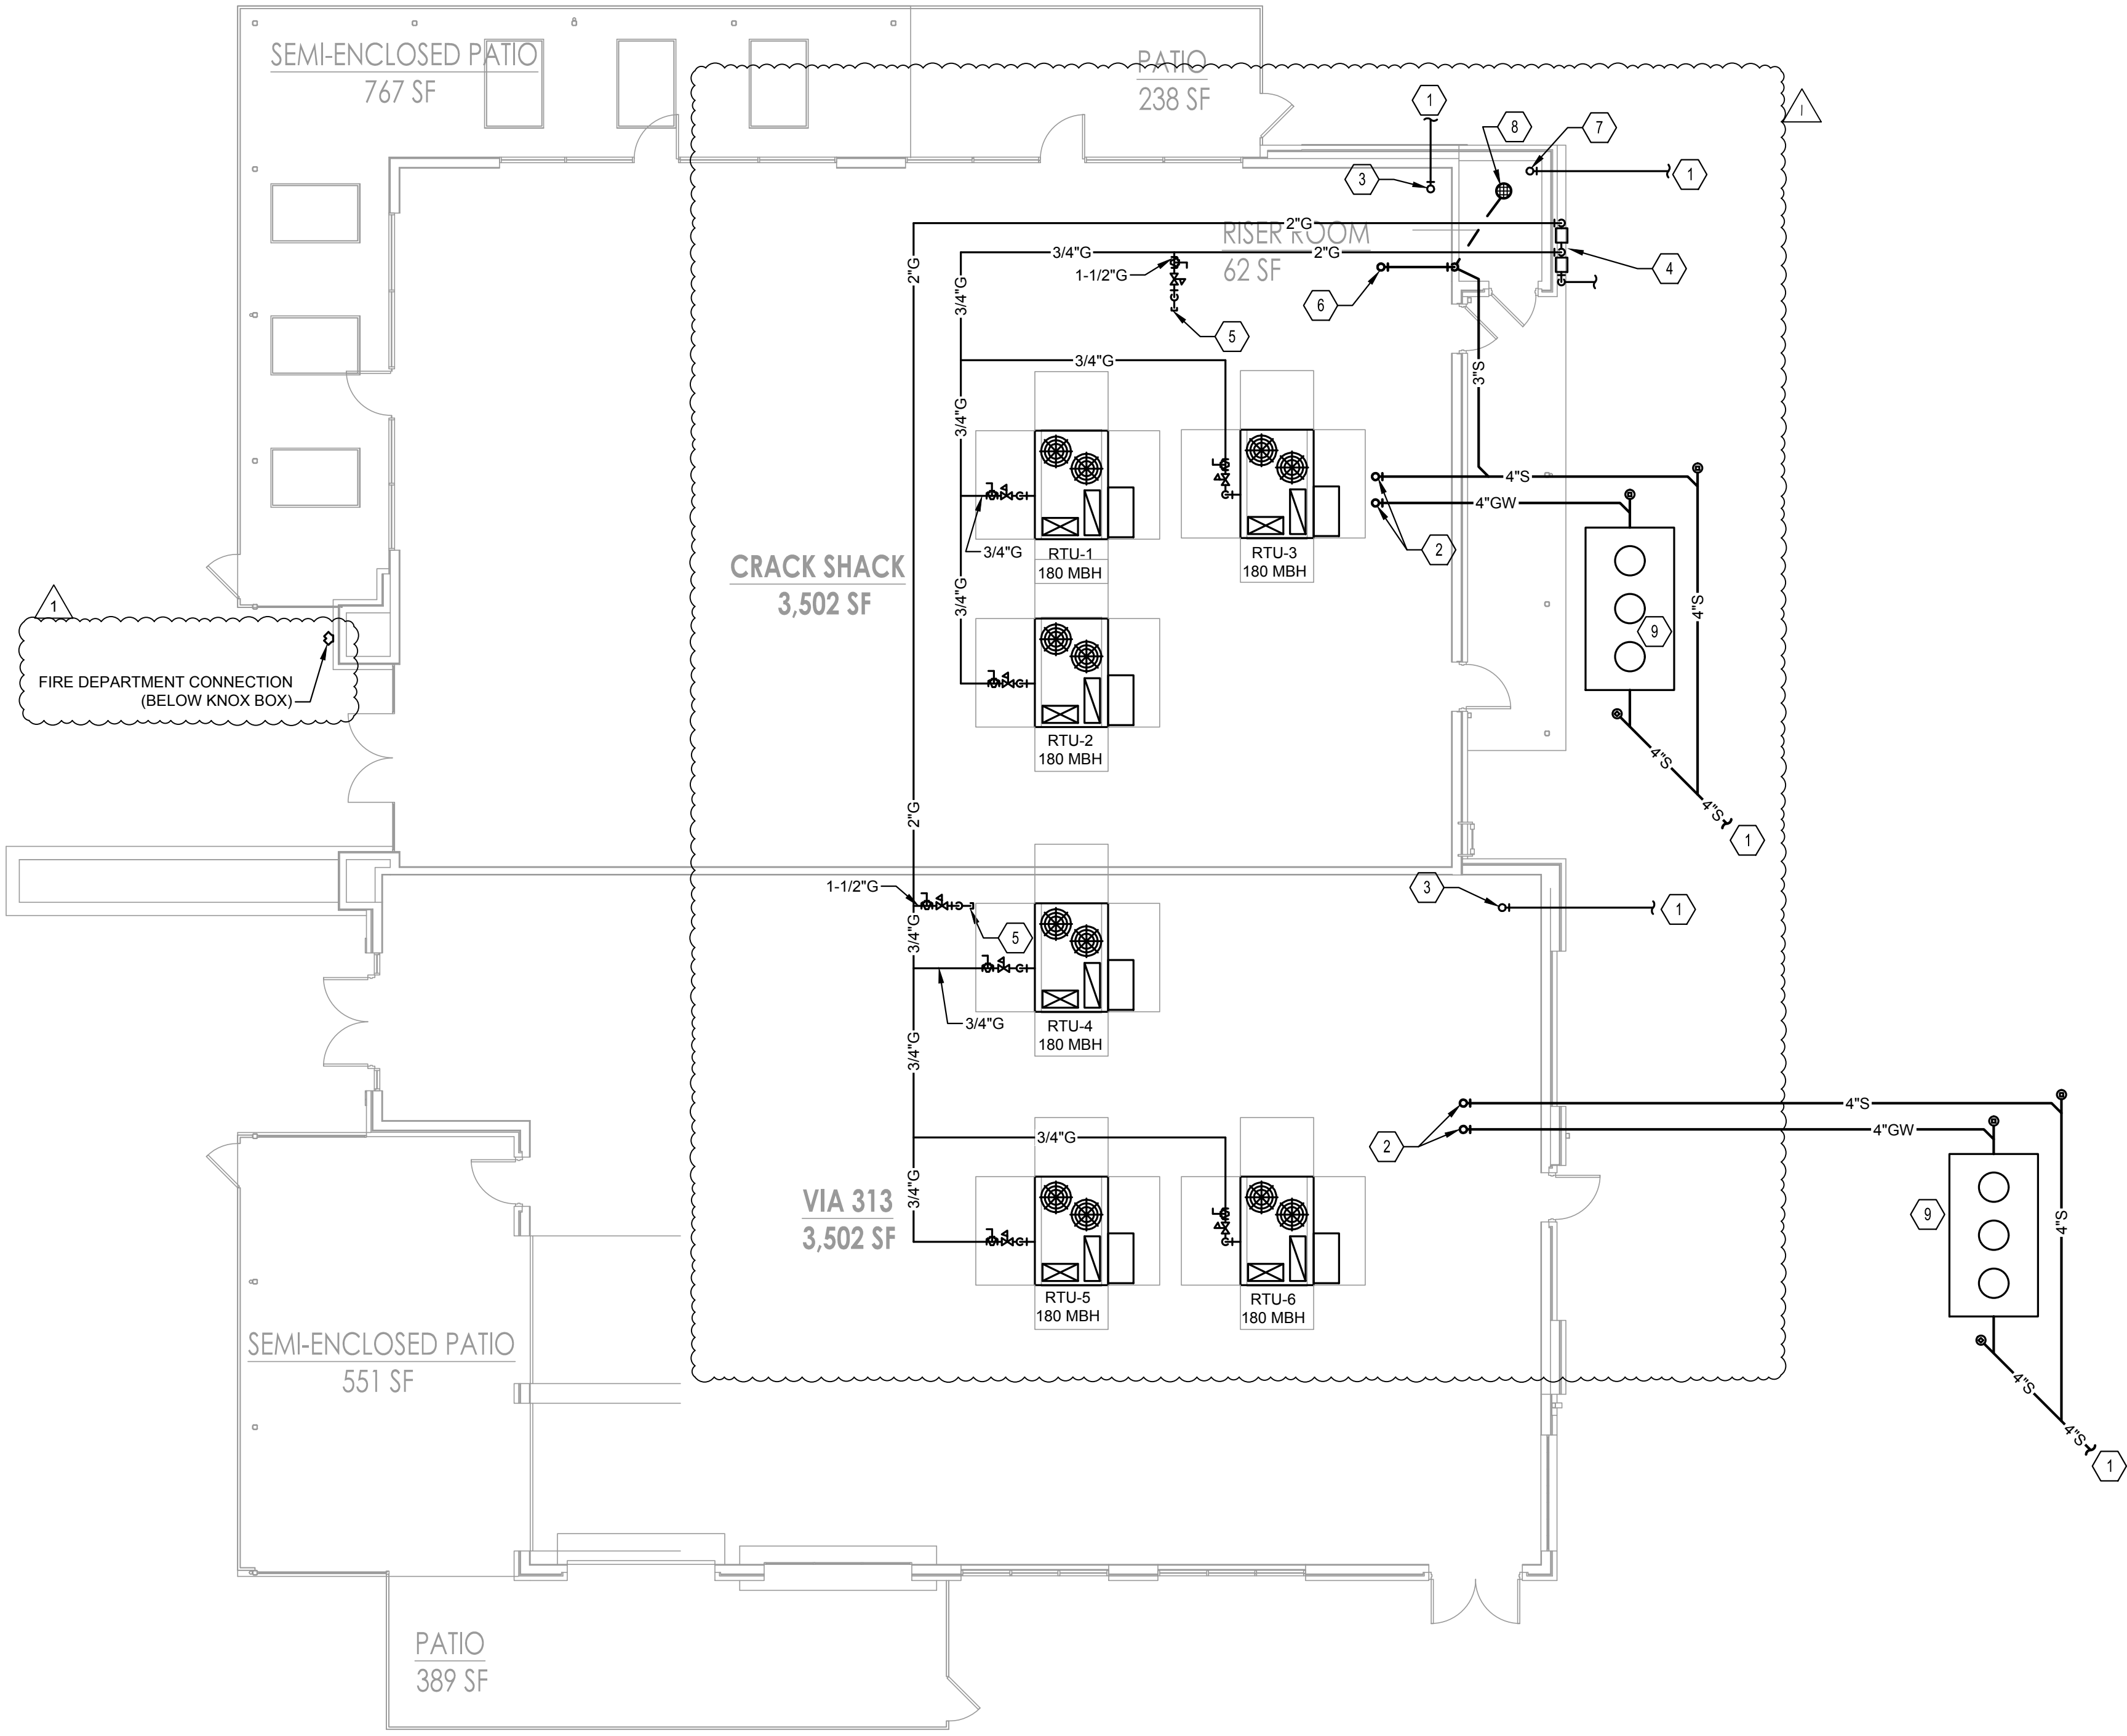 SEMI-ENCLOSED PATIO
767 SF
PATIO
238 SF
1
1
8
7
3
1
2"G
RISER ROOM
62 SF
3/4"G
2"G
1-1/2"G
4
2"G
3/4"G
6
5
3/4"G
3"S
3/4"G
4"S
4"GW
3/4"G
RTU-1
180 MBH
RTU-3
180 MBH
2
CRACK SHACK
3,502 SF
3/4"G
4"S
9
1
FIRE DEPARTMENT CONNECTION
(BELOW KNOX BOX)
RTU-2
180 MBH
4"S
2"G
4"S
1
1-1/2"G
3
1
3/4"G
5
3/4"G
RTU-4
180 MBH
3/4"G
4"S
4"GW
3/4"G
2
3/4"G
VIA 313
3,502 SF
9
4"S
RTU-5
180 MBH
RTU-6
180 MBH
SEMI-ENCLOSED PATIO
551 SF
4"S
4"S
1
PATIO
389 SF